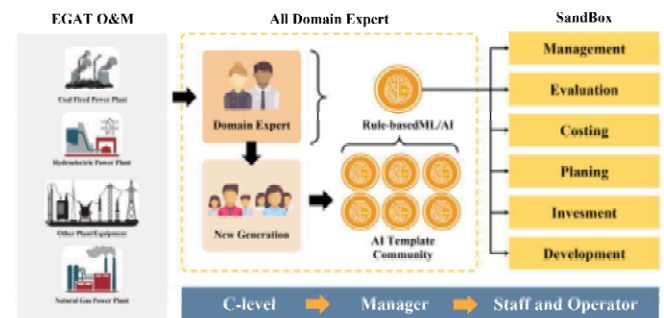 EGAT O&M
All Domain Expert
SandBox
Coal Fired Power Plant
Hydroelectric Power Plant
Other Plant/Equipment
Natural Gas Power Plant
Domain Expert
New Generation
Rule-basedML/AI
AI Template
Community
Management
Evaluation
Costing
Planing
Invesment
Development
C-level
Manager
Staff and Operator